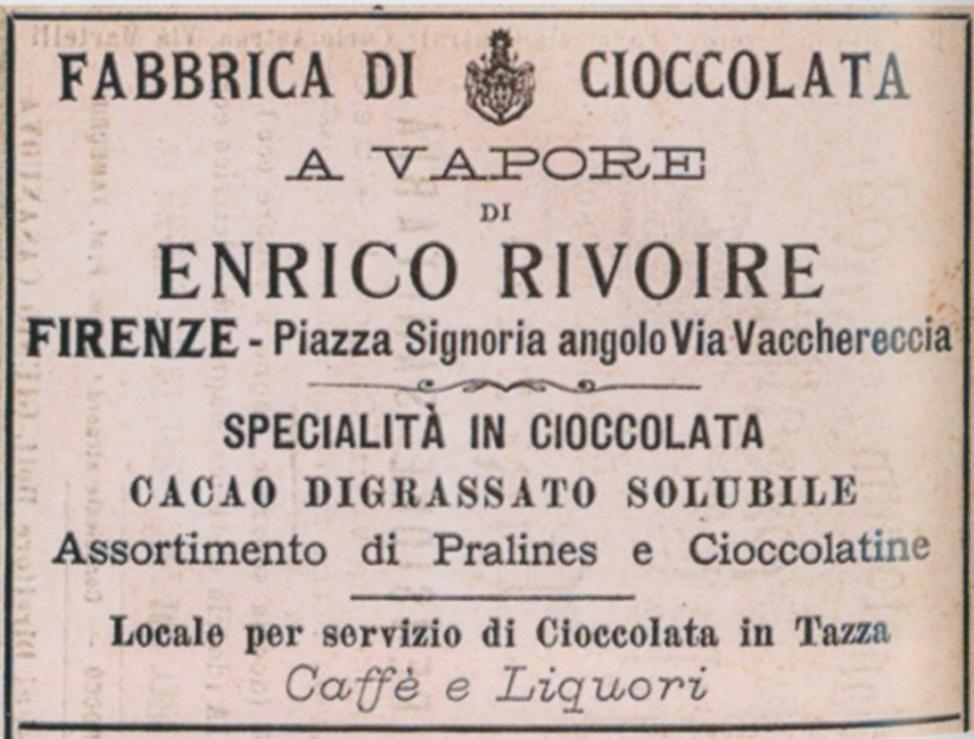 FABBRICA DI CIOCCOLATA
A VAPORE
DI
ENRICO RIVOIRE
FIRENZE - Piazza Signoria angolo Via Vacchereccia
SPECIALITÀ IN CIOCCOLATA
CACAO DIGRASSATO SOLUBILE
Assortimento di Pralines e Cioccolatine
Locale per servizio di Cioccolata in Tazza
Caffè e Liquori